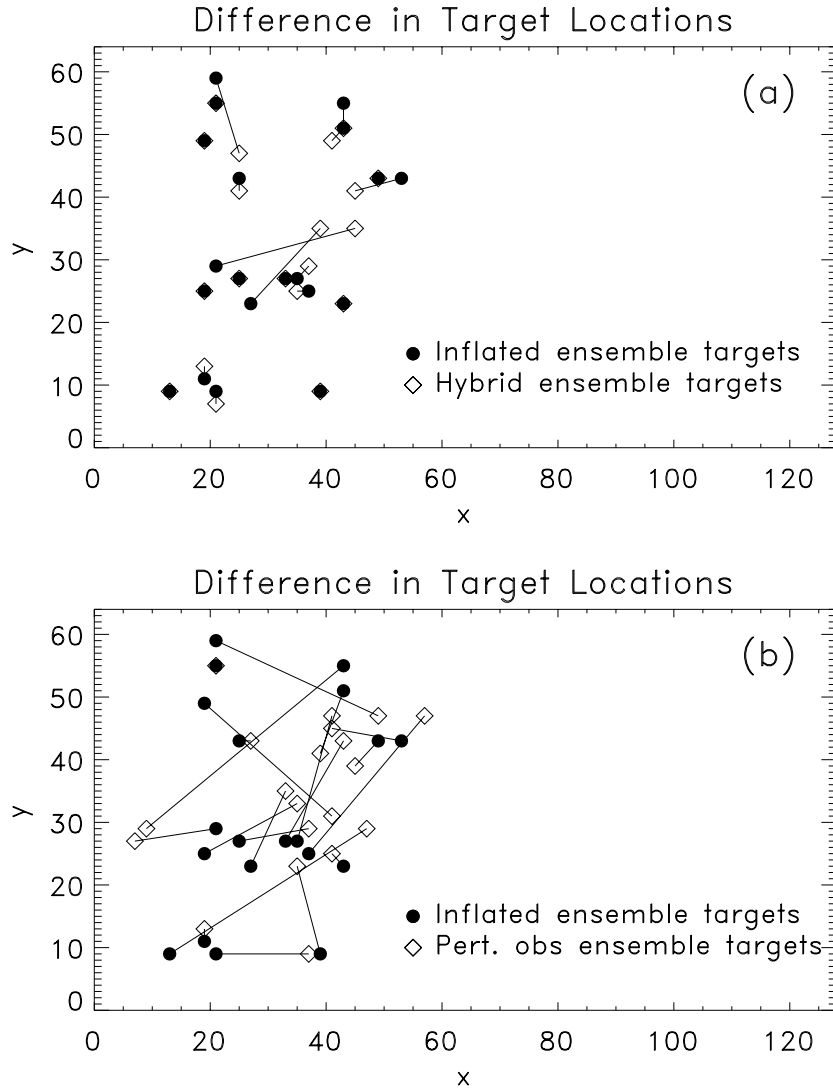 Difference in Target Locations
(a)
60
50
40
30
20
10
0
y
Inflated ensemble targets
Hybrid ensemble targets
0 20 40 60 80 100 120
x
Difference in Target Locations
(b)
60
50
40
30
20
10
0
y
Inflated ensemble targets
Pert. obs ensemble targets
0 20 40 60 80 100 120
x